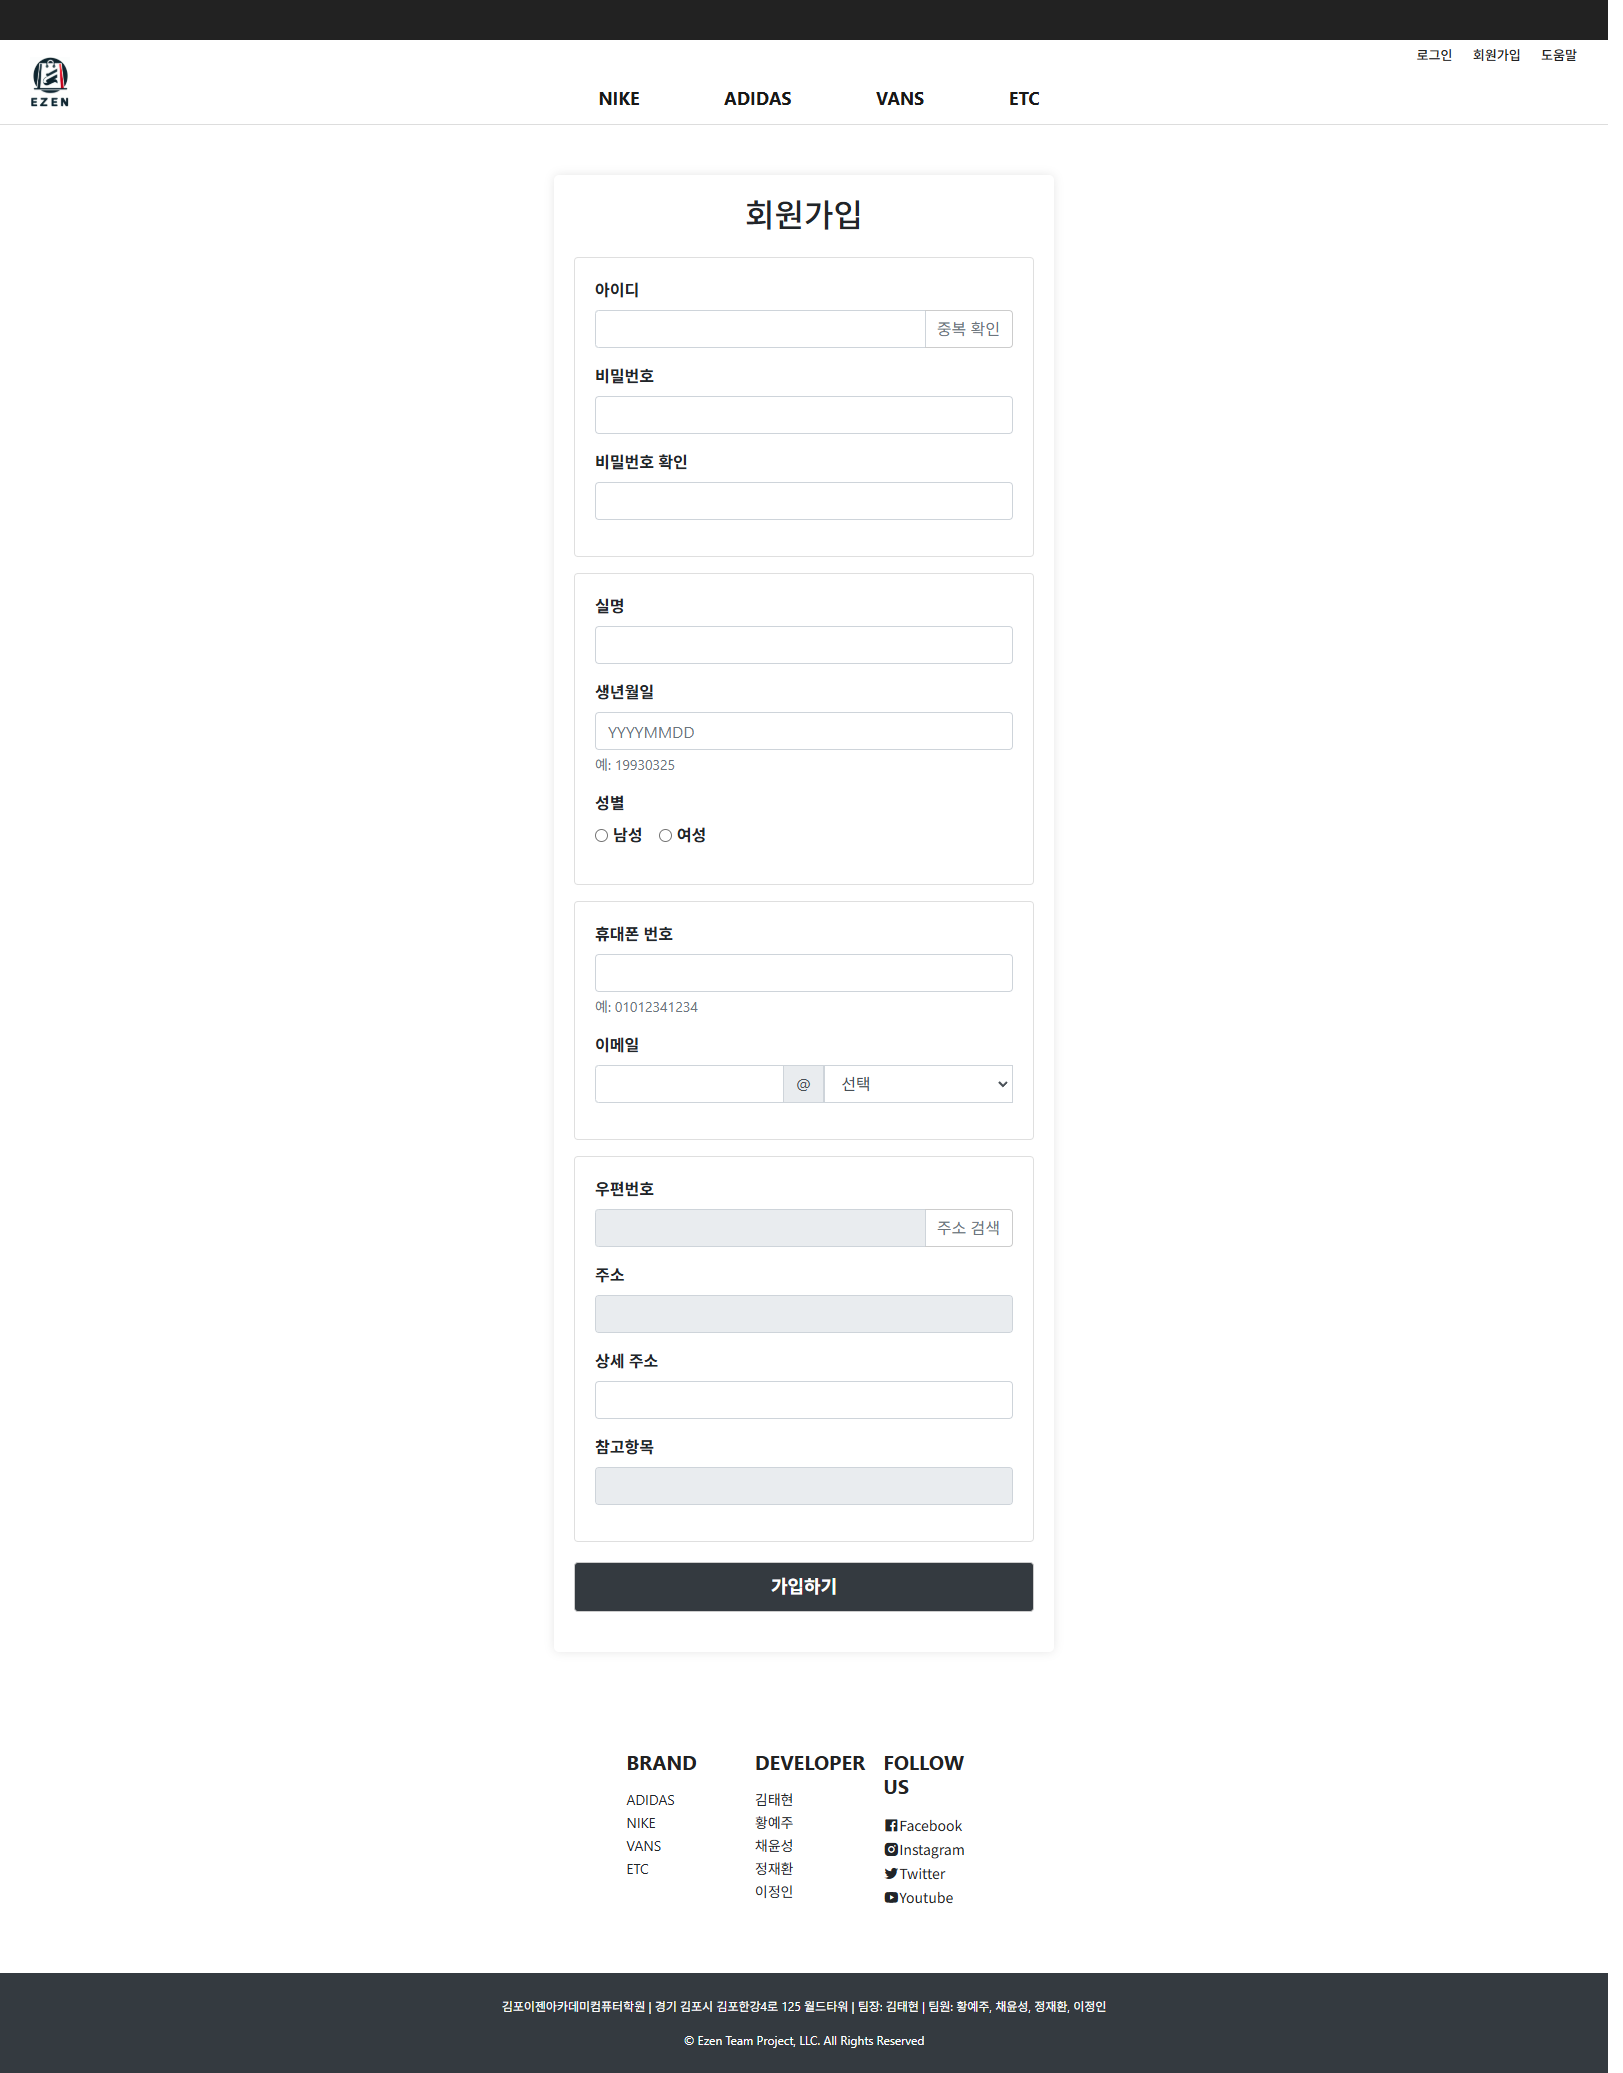 로그인 회원가입 도움말
EZEN
NIKE ADIDAS VANS ETC
회원가입
아이디
중복 확인
비밀번호
비밀번호 확인
실명
생년월일
YYYYMMDD
예: 19930325
성별
남성 여성
휴대폰 번호
예: 01012341234
이메일
@ 선택
우편번호
주소 검색
주소
상세 주소
참고항목
가입하기
BRAND
ADIDAS
NIKE
VANS
ETC
DEVELOPER
김태현
황예주
채윤성
정재환
이정인
FOLLOW
US
Facebook
Instagram
Twitter
Youtube
김포이젠아카데미컴퓨터학원 | 경기 김포시 김포한강4로 125 월드타워 | 팀장: 김태현 | 팀원: 황예주, 채윤성, 정재환, 이정인
© Ezen Team Project, LLC. All Rights Reserved